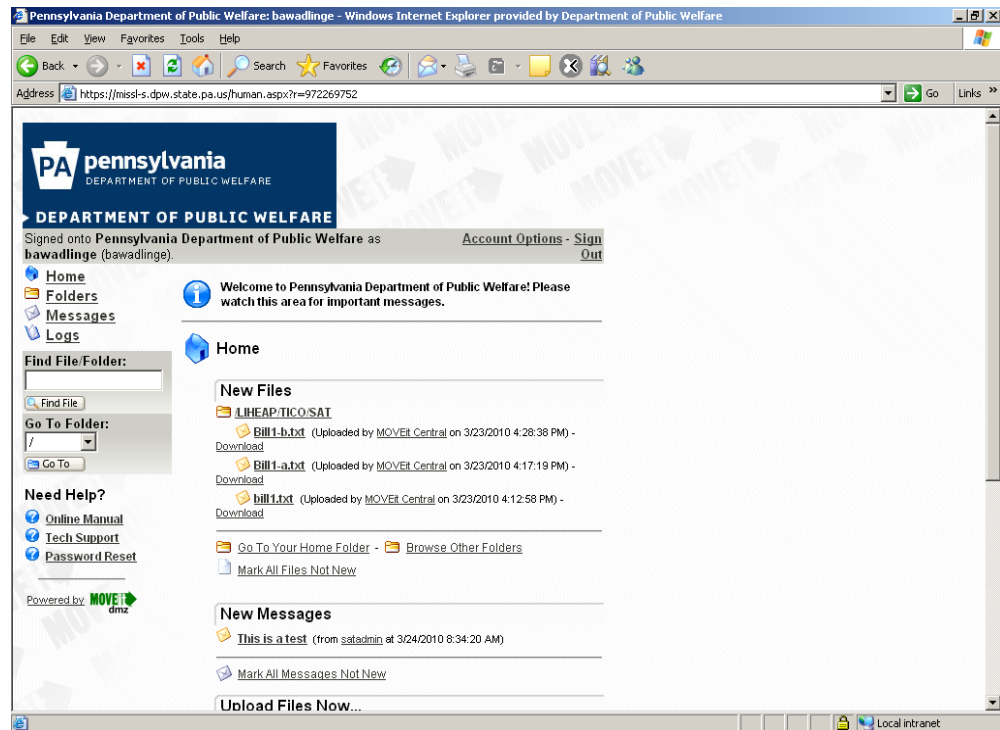 Pennsylvania Department of Public Welfare: bawadlinge - Windows Internet Explorer provided by Department of Public Welfare
File Edit View Favorites Tools Help
Back Search Favorites
Address https://missl-s.dpw.state.pa.us/human.aspx?r=972269752 Go Links »
PA pennsylvania
DEPARTMENT OF PUBLIC WELFARE
DEPARTMENT OF PUBLIC WELFARE
Signed onto Pennsylvania Department of Public Welfare as
bawadlinge (bawadlinge).
Account Options - Sign
Out
Home
Folders
Messages
Logs
Find File/Folder:
Find File
Go To Folder:
/
Go To
Need Help?
Online Manual
Tech Support
Password Reset
Powered by MOVEit
dmz
Welcome to Pennsylvania Department of Public Welfare! Please
watch this area for important messages.
Home
New Files
/LIHEAP/TICO/SAT
Bill1-b.txt (Uploaded by MOVEit Central on 3/23/2010 4:28:38 PM) -
Download
Bill1-a.txt (Uploaded by MOVEit Central on 3/23/2010 4:17:19 PM) -
Download
bill1.txt (Uploaded by MOVEit Central on 3/23/2010 4:12:58 PM) -
Download
Go To Your Home Folder - Browse Other Folders
Mark All Files Not New
New Messages
This is a test (from satadmin at 3/24/2010 8:34:20 AM)
Mark All Messages Not New
Upload Files Now...
Local intranet